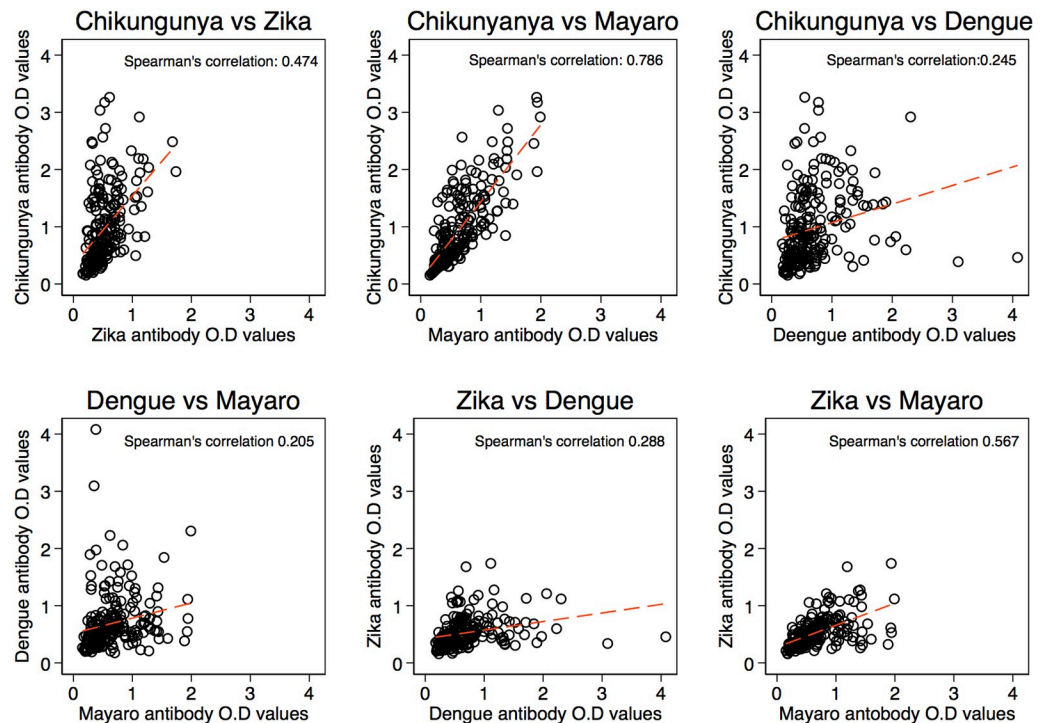 Chikungunya vs Zika
Spearman's correlation: 0.474
Chikungunya antibody O.D values
4
3
2
1
0
0 1 2 3 4
Zika antibody O.D values
Chikunyanya vs Mayaro
Spearman's correlation: 0.786
Chikungunya antibody O.D values
4
3
2
1
0
0 1 2 3 4
Mayaro antibody O.D values
Chikungunya vs Dengue
Spearman's correlation:0.245
Chikungunya antibody O.D values
4
3
2
1
0
0 1 2 3 4
Deengue antibody O.D values
Dengue vs Mayaro
Spearman's correlation 0.205
Dengue antibody O.D values
4
3
2
1
0
0 1 2 3 4
Mayaro antibody O.D values
Zika vs Dengue
Spearman's correlation 0.288
Zika antibody O.D values
4
3
2
1
0
0 1 2 3 4
Dengue antibody O.D values
Zika vs Mayaro
Spearman's correlation 0.567
Zika antibody O.D values
4
3
2
1
0
0 1 2 3 4
Mayoaro antibody O.D values